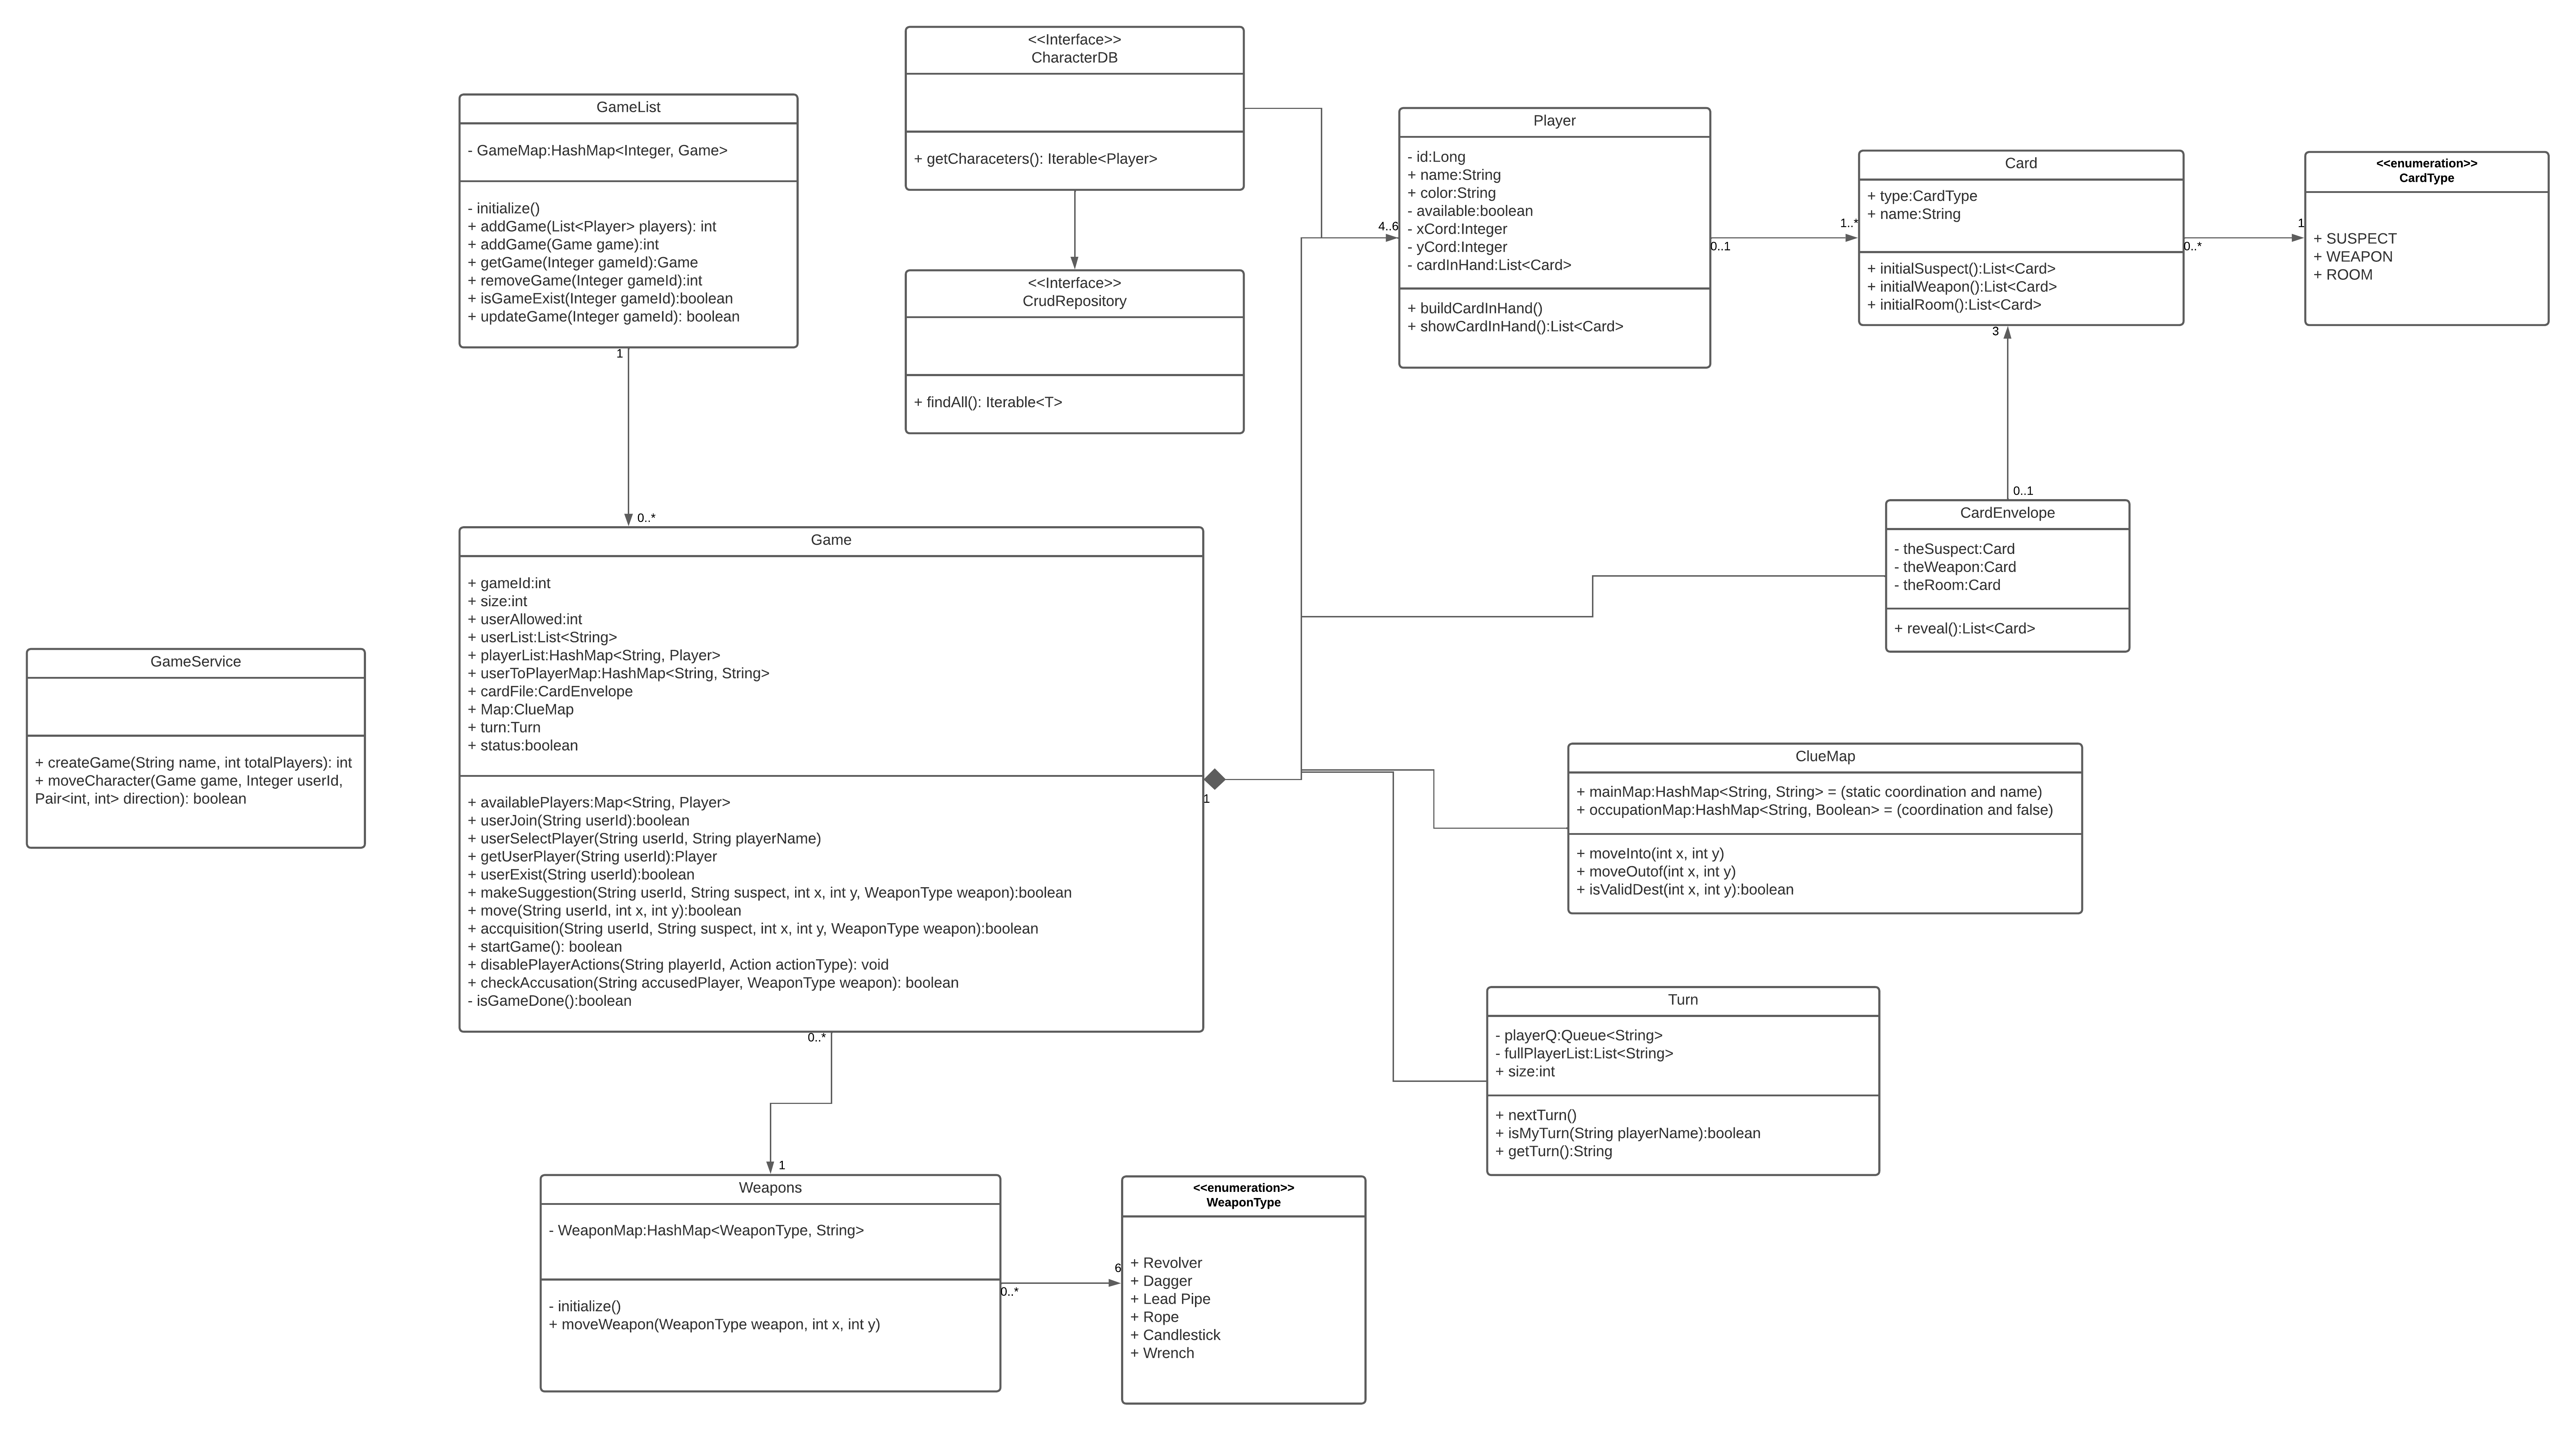 <<Interface>>
CharacterDB
+ getCharaceters(): Iterable<Player>
GameList
- GameMap:HashMap<Integer, Game>
- initialize()
+ addGame(List<Player> players): int
+ addGame(Game game):int
+ getGame(Integer gameId):Game
+ removeGame(Integer gameId):int
+ isGameExist(Integer gameId):boolean
+ updateGame(Integer gameId): boolean
1
0..*
<<Interface>>
CrudRepository
+ findAll(): Iterable<T>
Player
- id:Long
+ name:String
+ color:String
- available:boolean
- xCord:Integer
- yCord:Integer
- cardInHand:List<Card>
+ buildCardInHand()
+ showCardInHand():List<Card>
4..6
0..1
1..*
Card
+ type:CardType
+ name:String
+ initialSuspect():List<Card>
+ initialWeapon():List<Card>
+ initialRoom():List<Card>
0..*
1
<<enumeration>>
CardType
+ SUSPECT
+ WEAPON
+ ROOM
3
0..1
CardEnvelope
- theSuspect:Card
- theWeapon:Card
- theRoom:Card
+ reveal():List<Card>
Game
+ gameId:int
+ size:int
+ userAllowed:int
+ userList:List<String>
+ playerList:HashMap<String, Player>
+ userToPlayerMap:HashMap<String, String>
+ cardFile:CardEnvelope
+ Map:ClueMap
+ turn:Turn
+ status:boolean
+ availablePlayers:Map<String, Player>
+ userJoin(String userId):boolean
+ userSelectPlayer(String userId, String playerName)
+ getUserPlayer(String userId):Player
+ userExist(String userId):boolean
+ makeSuggestion(String userId, String suspect, int x, int y, WeaponType weapon):boolean
+ move(String userId, int x, int y):boolean
+ accquisition(String userId, String suspect, int x, int y, WeaponType weapon):boolean
+ startGame(): boolean
+ disablePlayerActions(String playerId, Action actionType): void
+ checkAccusation(String accusedPlayer, WeaponType weapon): boolean
- isGameDone():boolean
1
0..*
1
GameService
+ createGame(String name, int totalPlayers): int
+ moveCharacter(Game game, Integer userId,
Pair<int, int> direction): boolean
ClueMap
+ mainMap:HashMap<String, String> = (static coordination and name)
+ occupationMap:HashMap<String, Boolean> = (coordination and false)
+ moveInto(int x, int y)
+ moveOutof(int x, int y)
+ isValidDest(int x, int y):boolean
Turn
- playerQ:Queue<String>
- fullPlayerList:List<String>
+ size:int
+ nextTurn()
+ isMyTurn(String playerName):boolean
+ getTurn():String
Weapons
- WeaponMap:HashMap<WeaponType, String>
- initialize()
+ moveWeapon(WeaponType weapon, int x, int y)
0..*
6
<<enumeration>>
WeaponType
+ Revolver
+ Dagger
+ Lead Pipe
+ Rope
+ Candlestick
+ Wrench